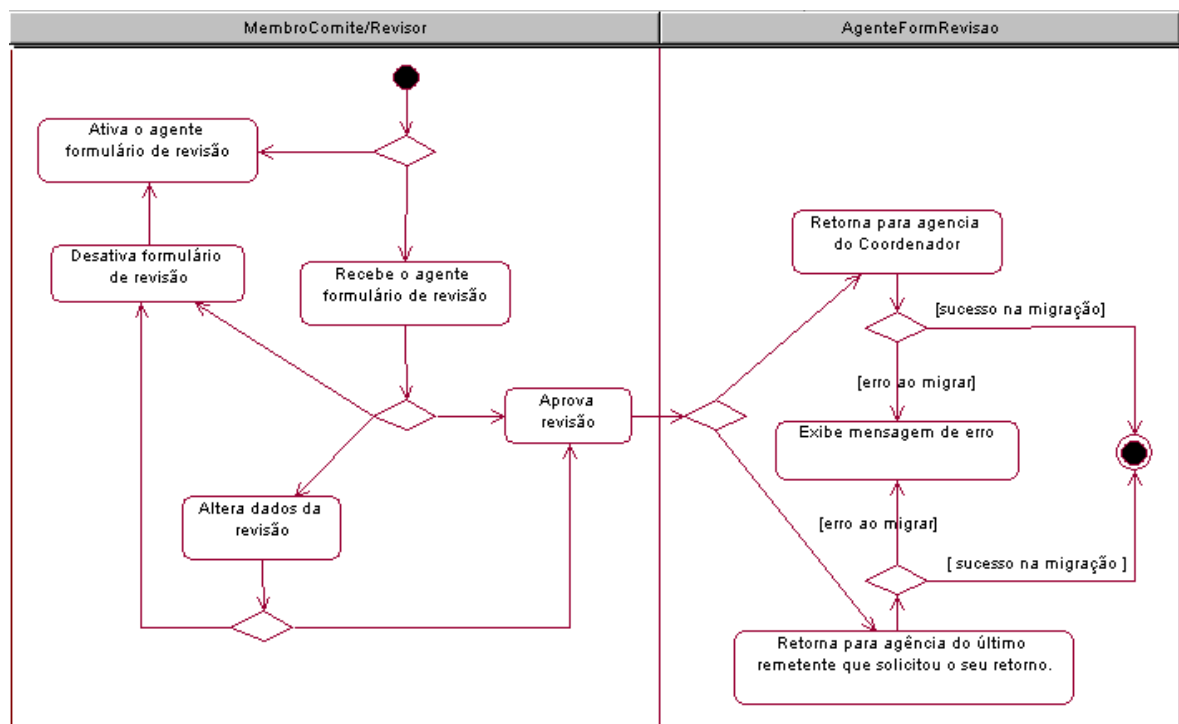 MembroComite/Revisor
AgenteFormRevisao
Ativa o agente
formulário de revisão
Desativa formulário
de revisão
Recebe o agente
formulário de revisão
Aprova
revisão
Altera dados da
revisão
Retorna para agencia
do Coordenador
[sucesso na migração]
[erro ao migrar]
Exibe mensagem de erro
[erro ao migrar]
[ sucesso na migração ]
Retorna para agência do último
remetente que solicitou o seu retorno.